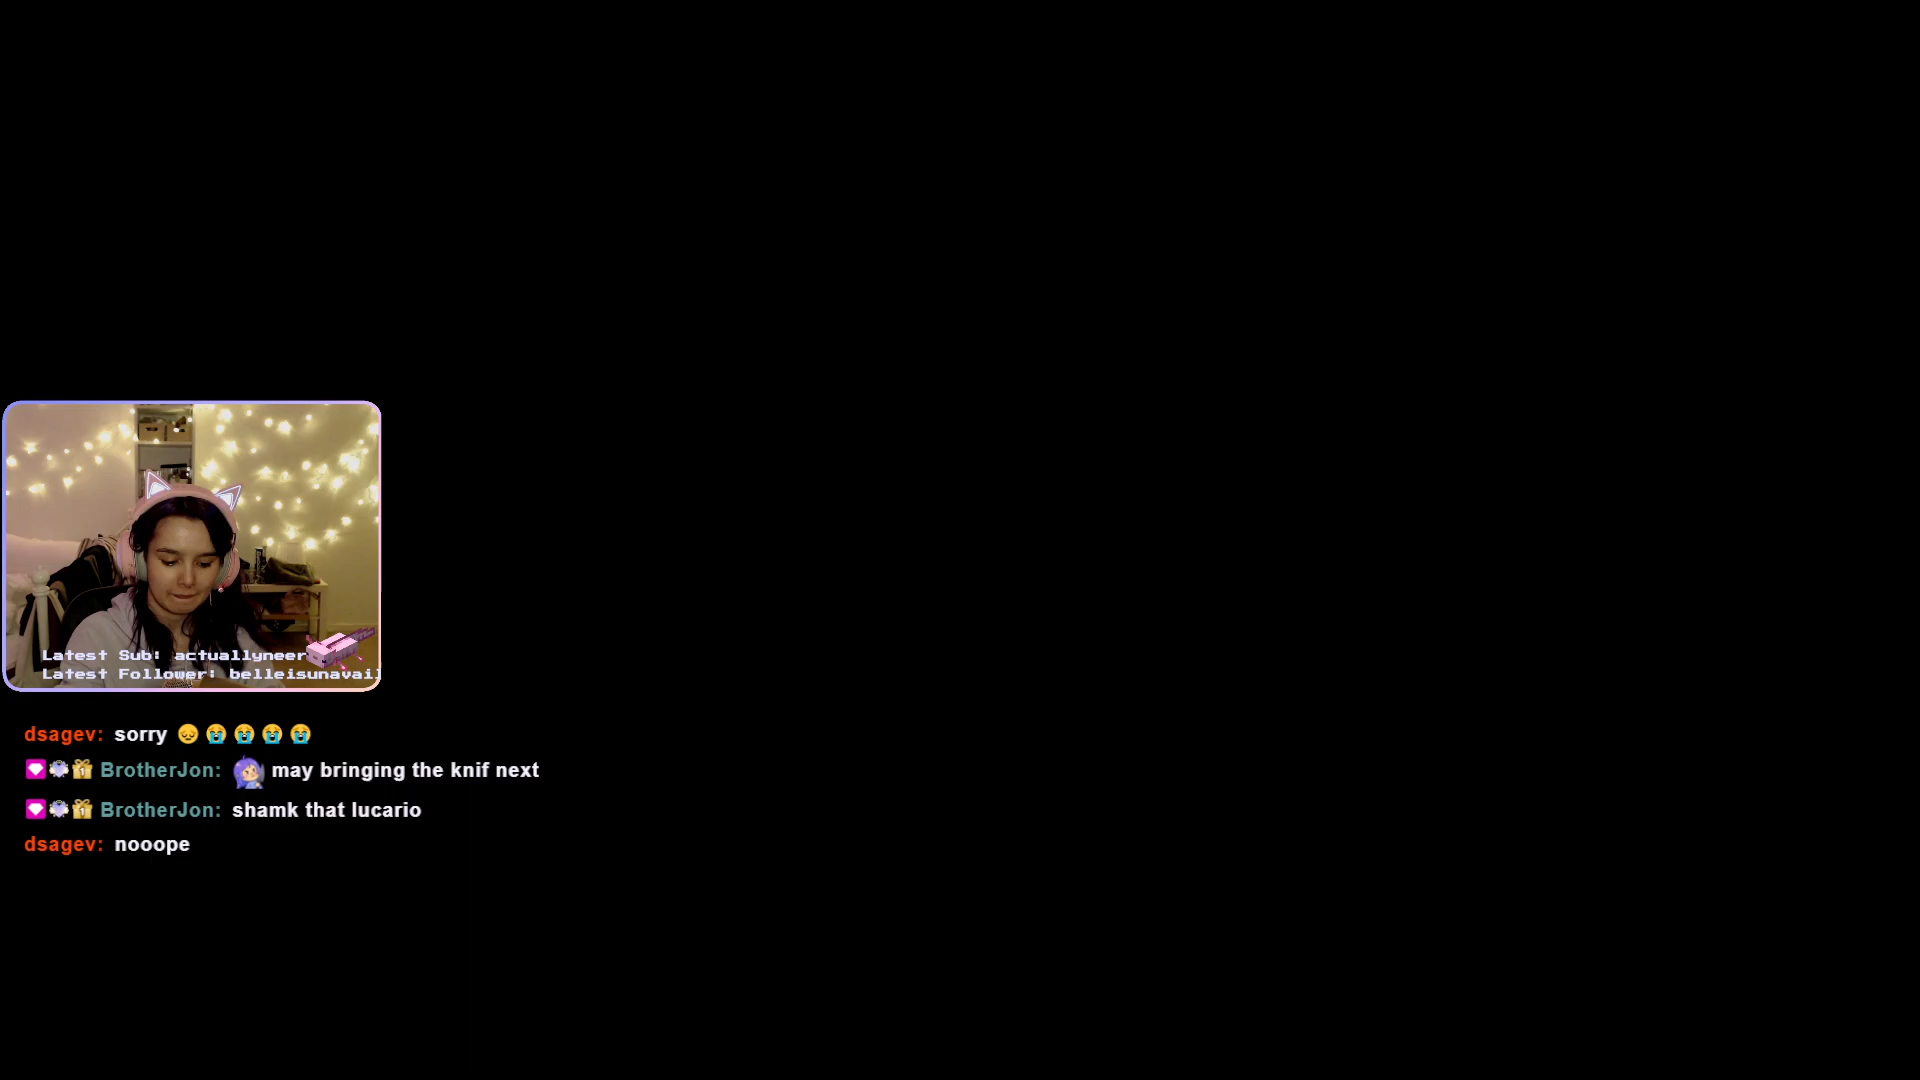 Latest Sub: actuallyneer
Latest Follower: belleisunavail
dsagev: sorry 😞 😭 😭 😭 😭
BrotherJon: may bringing the knif next
BrotherJon: shamk that lucario
dsagev: nooope